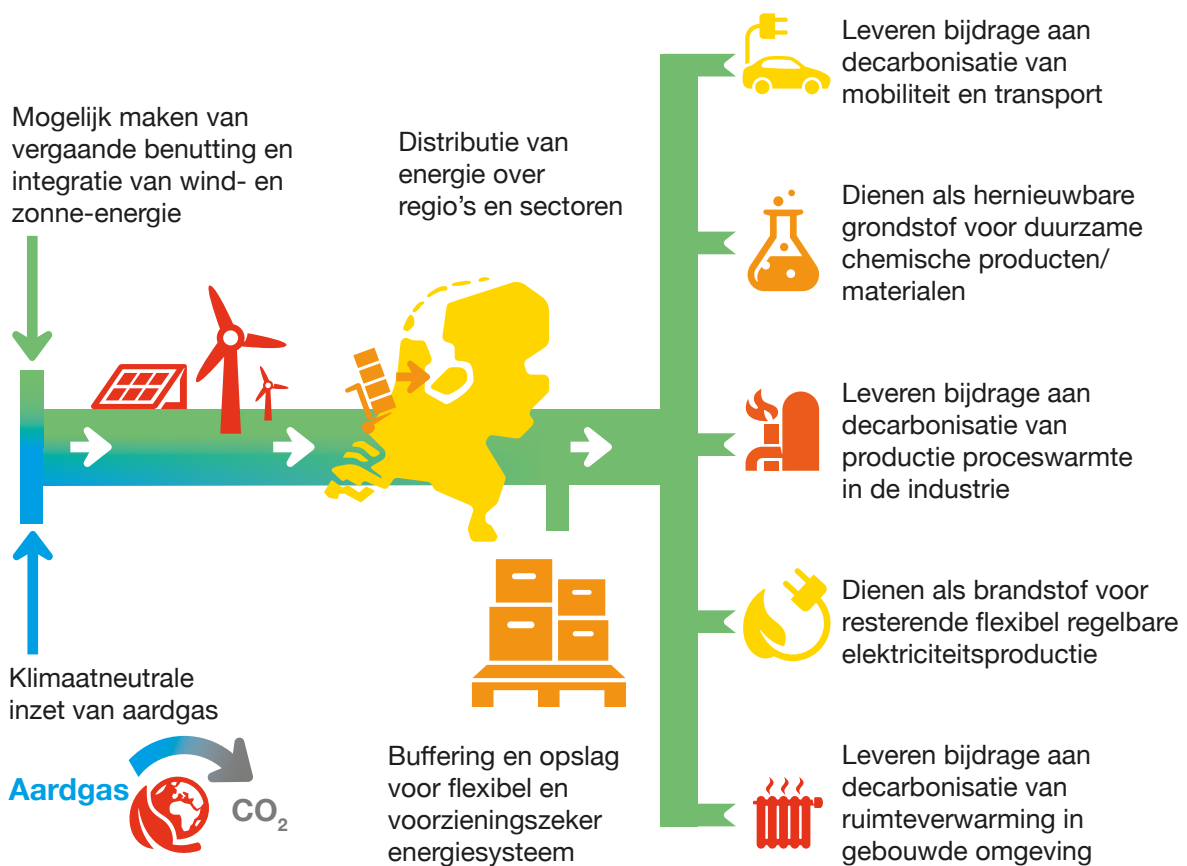 Mogelijk maken van
vergaande benutting en
integratie van wind- en
zonne-energie
Klimaatneutrale
inzet van aardgas
Aardgas
CO₂
Distributie van
energie over
regio's en sectoren
Buffering en opslag
voor flexibel en
voorzieningszeker
energiesysteem
Leveren bijdrage aan
decarbonisatie van
mobiliteit en transport
Dienen als hernieuwbare
grondstof voor duurzame
chemische producten/
materialen
Leveren bijdrage aan
decarbonisatie van
productie proceswarmte
in de industrie
Dienen als brandstof voor
resterende flexibel regelbare
elektriciteitsproductie
Leveren bijdrage aan
decarbonisatie van
ruimteverwarming in
gebouwde omgeving